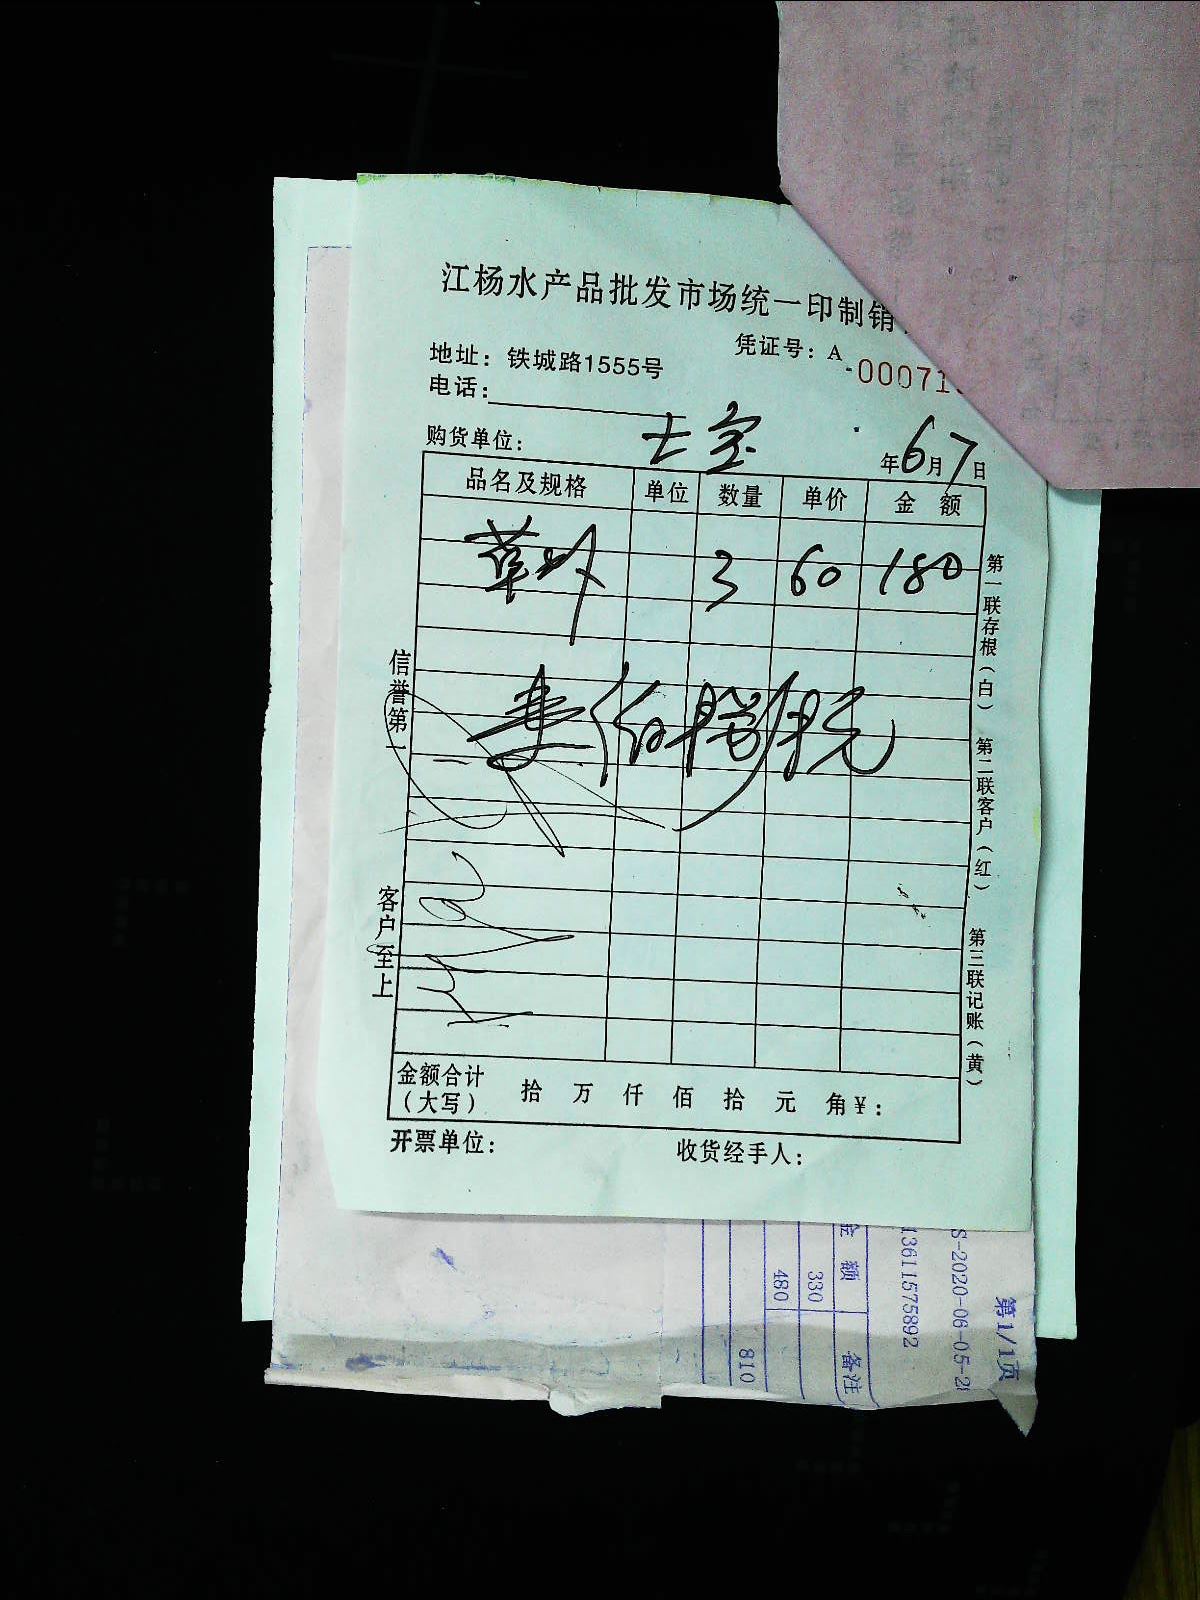 江杨水产品批发市场统一印制销
凭证号：A -00071
地址：铁城路1555号
电话：
购货单位： 七宝 年6月7日
品名及规格 单位 数量 单价 金 额
3 60 180
信誉第一
客户至上
第一联存根（白） 第二联客户（红） 第三联记账（黄）
金额合计（大写） 拾 万 仟 佰 拾 元 角 ¥：
开票单位： 收货经手人：
第1/1页
S-2020-06-05-2
13611575892
金 额 备注
330
480
810